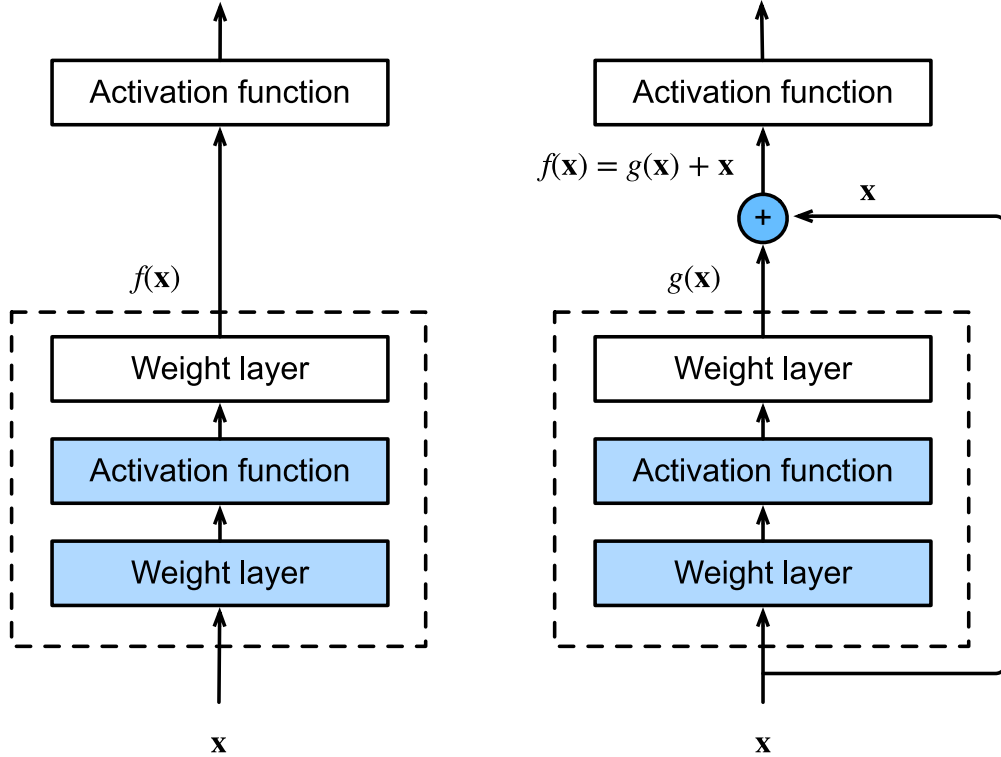 Activation function
f(x)
Weight layer
Activation function
Weight layer
x
Activation function
f(x) = g(x) + x
x
+
g(x)
Weight layer
Activation function
Weight layer
x